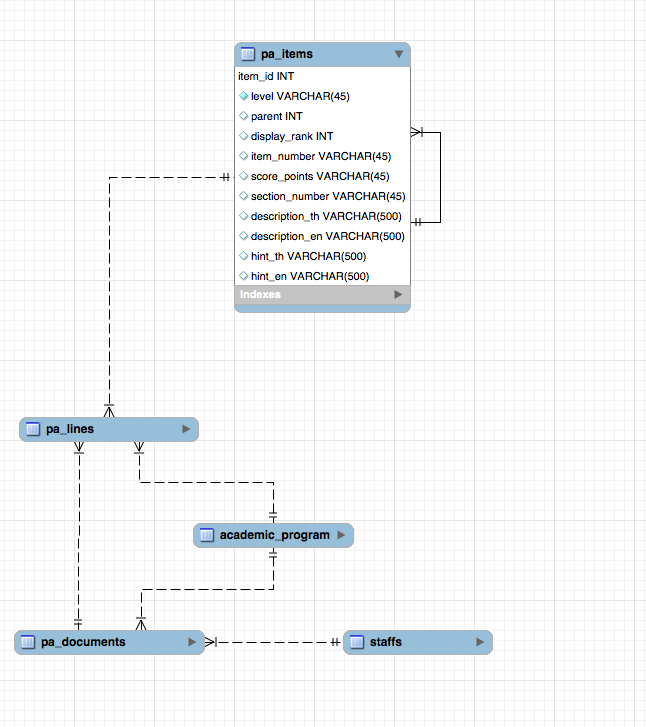 pa_items
item_id INT
level VARCHAR(45)
parent INT
display_rank INT
item_number VARCHAR(45)
score_points VARCHAR(45)
section_number VARCHAR(45)
description_th VARCHAR(500)
description_en VARCHAR(500)
hint_th VARCHAR(500)
hint_en VARCHAR(500)
Indexes
pa_lines
academic_program
pa_documents
staffs